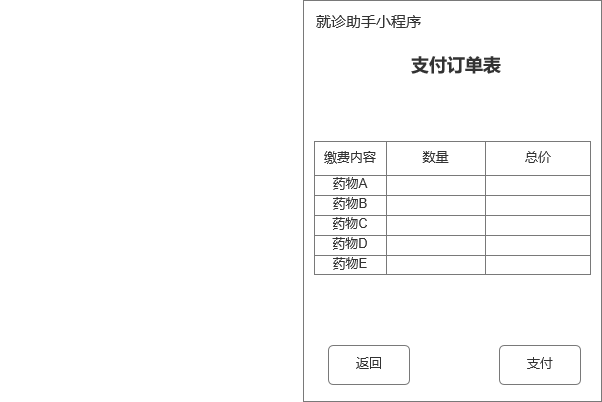 就诊助手小程序
支付订单表
缴费内容 数量 总价
药物A
药物B
药物C
药物D
药物E
返回 支付